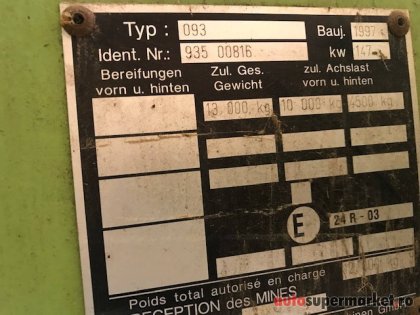 Typ : 093 Bauj. 1997
Ident. Nr.: 935 00816 kw 147
Bereifungen Zul. Ges. zul. Achslast
vorn u. hinten Gewicht vorn u. hinten
13,000 kg 10 000 kg 4500 kg
E 24 R - 03
Poids total autorisé en charge
RECEPTION des MINES
autosupermarket.ro